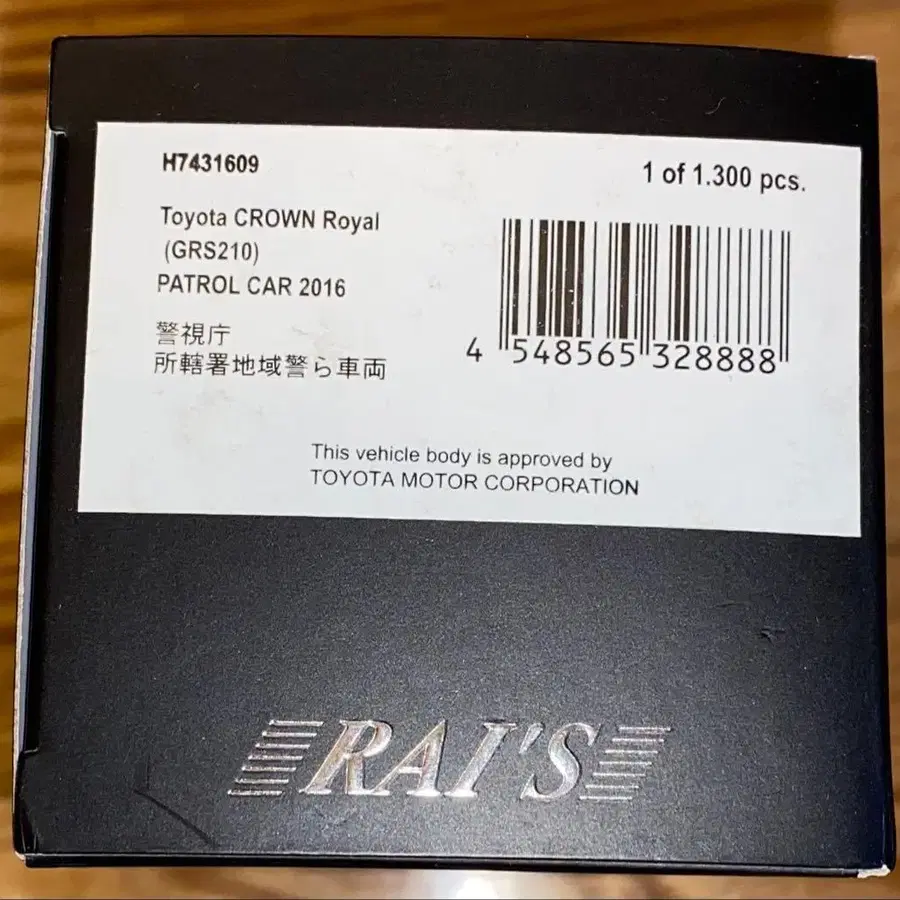 H7431609
1 of 1.300 pcs.
Toyota CROWN Royal
(GRS210)
PATROL CAR 2016
警視庁
所轄署地域警ら車両
4 548565 328888
This vehicle body is approved by
TOYOTA MOTOR CORPORATION
RAI'S